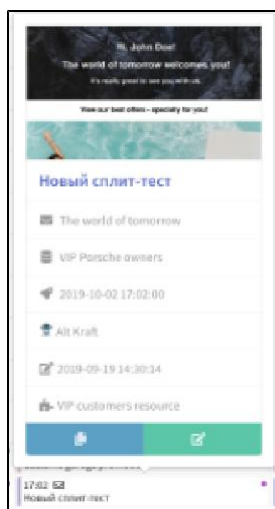 Hi, John Doe!
The world of tomorrow welcomes you!
It's really great to see you with us.
View our best offers - specially for you!
Новый сплит-тест
The world of tomorrow
VIP Porsche owners
2019-10-02 17:02:00
Alt Kraft
2019-09-19 14:30:14
VIP customers resource
17:02
Новый сплит-тест